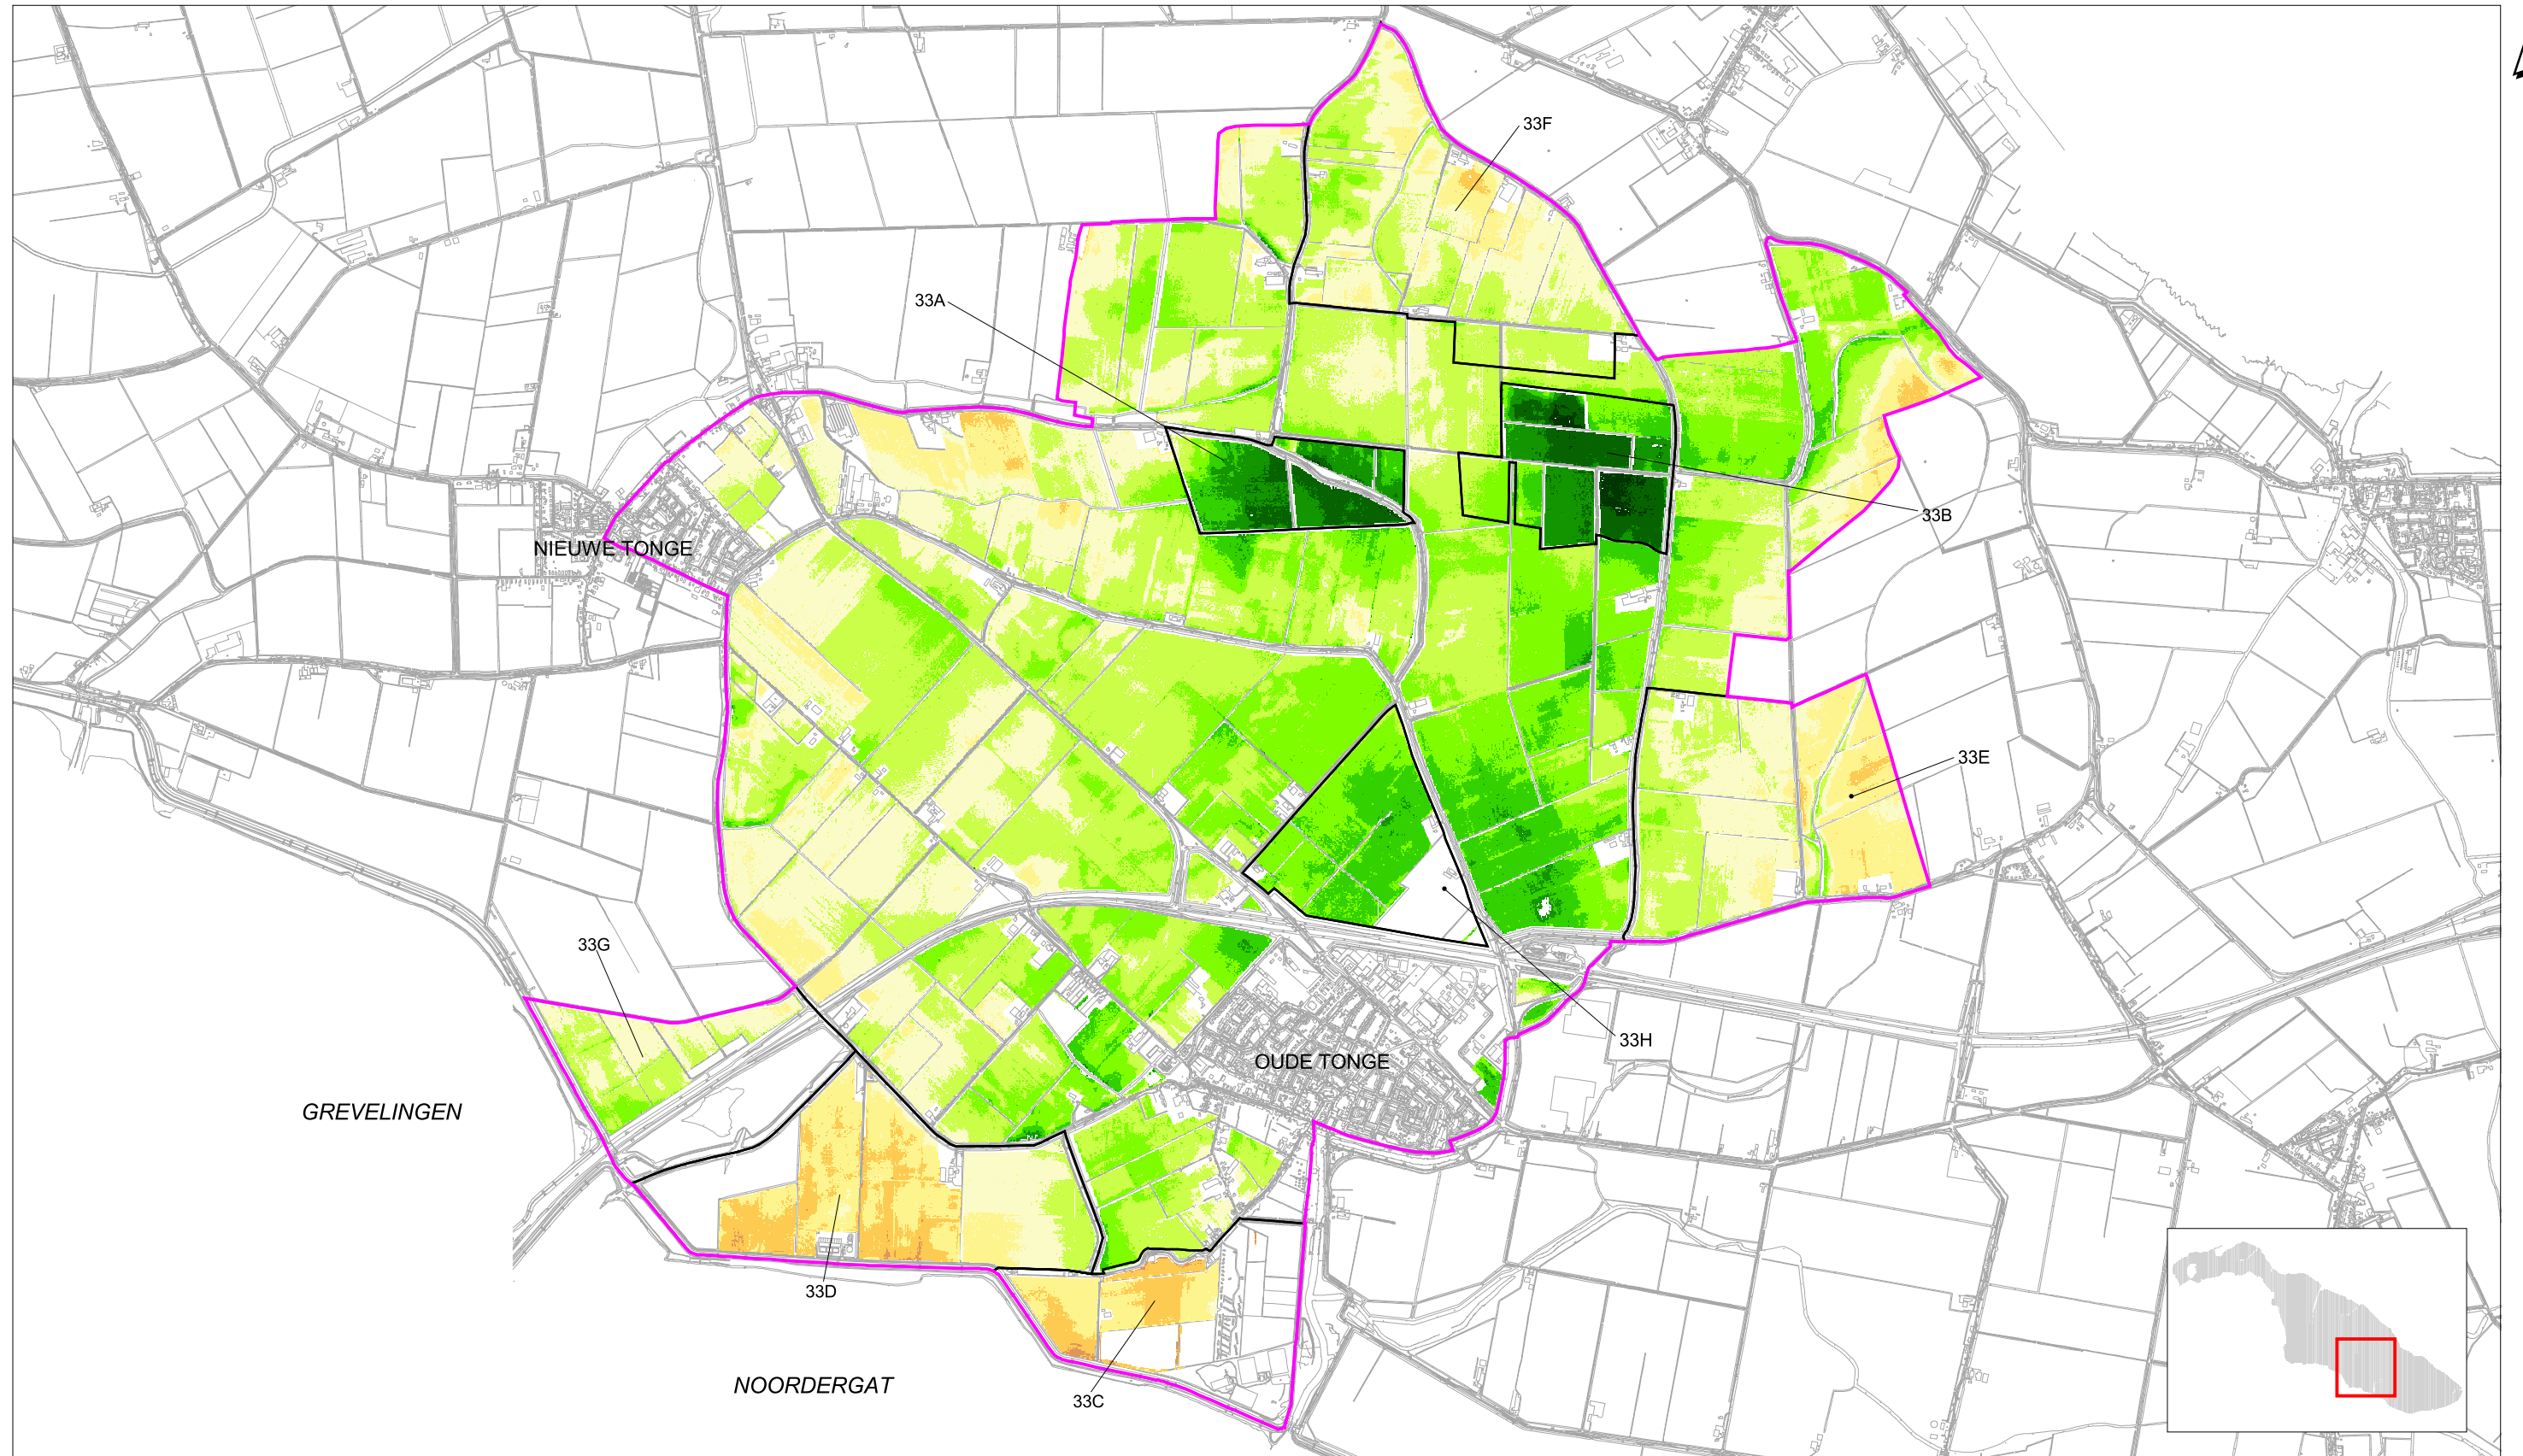 33F
33A
33B
NIEUWE TONGE
33E
33G
33H
OUDE TONGE
GREVELINGEN
33D
NOORDERGAT
33C